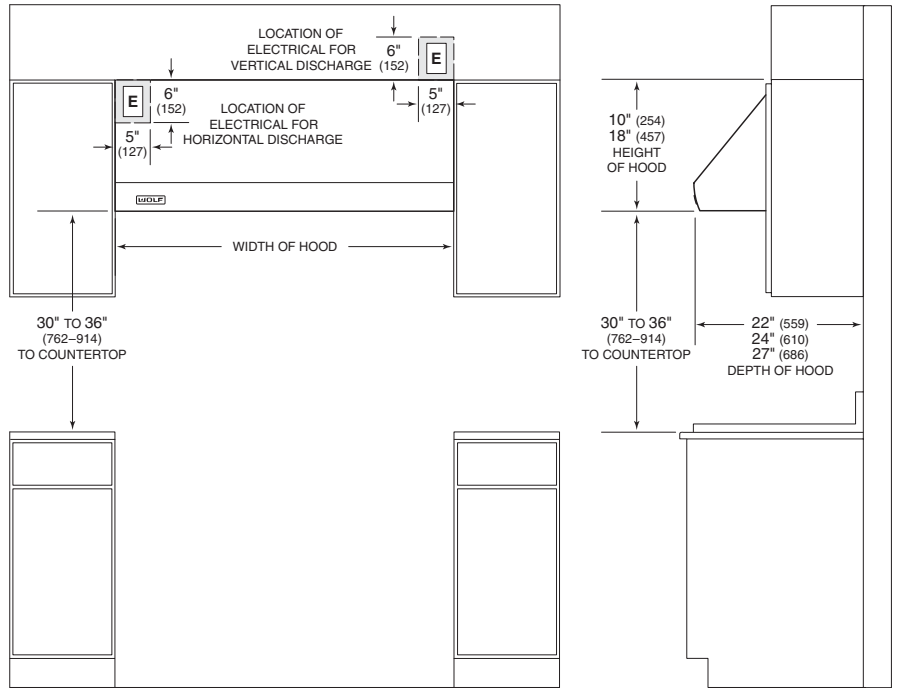 LOCATION OF
ELECTRICAL FOR
VERTICAL DISCHARGE
6"
(152)
E
5"
(127)
E
6"
(152)
5"
(127)
LOCATION OF
ELECTRICAL FOR
HORIZONTAL DISCHARGE
WOLF
WIDTH OF HOOD
30" TO 36"
(762–914)
TO COUNTERTOP
10" (254)
18" (457)
HEIGHT
OF HOOD
30" TO 36"
(762–914)
TO COUNTERTOP
22" (559)
24" (610)
27" (686)
DEPTH OF HOOD